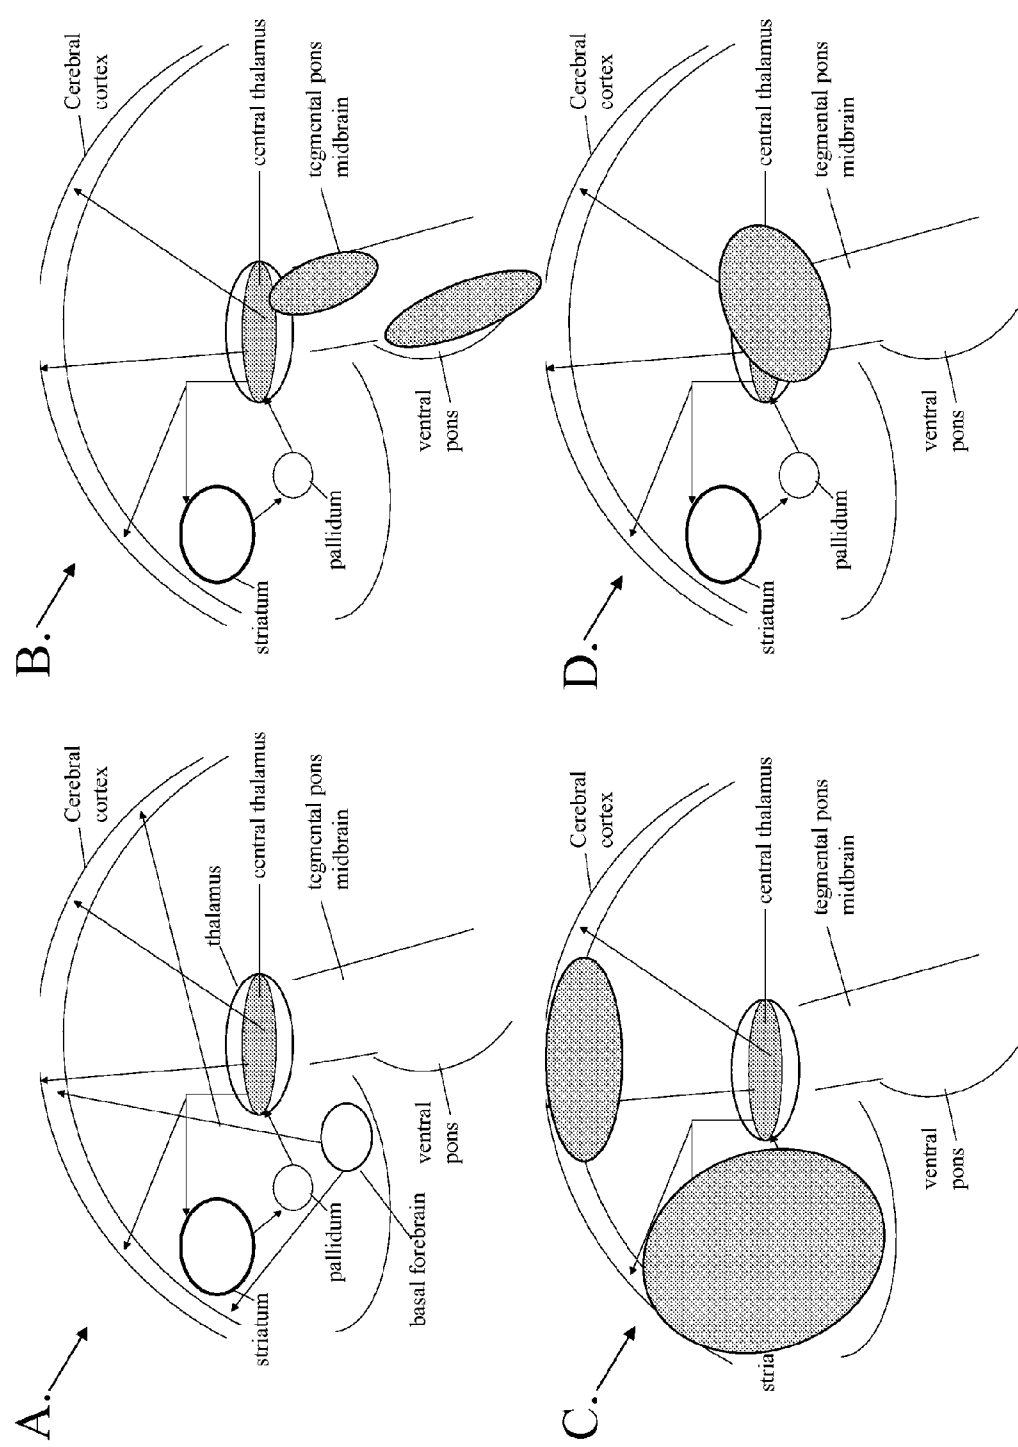 A.
Cerebral
cortex
thalamus
central thalamus
tegmental pons
midbrain
striatum
pallidum
basal forebrain
ventral
pons
B.
Cerebral
cortex
central thalamus
tegmental pons
midbrain
striatum
pallidum
ventral
pons
C.
Cerebral
cortex
central thalamus
tegmental pons
midbrain
stria
ventral
pons
D.
Cerebral
cortex
central thalamus
tegmental pons
midbrain
striatum
pallidum
ventral
pons